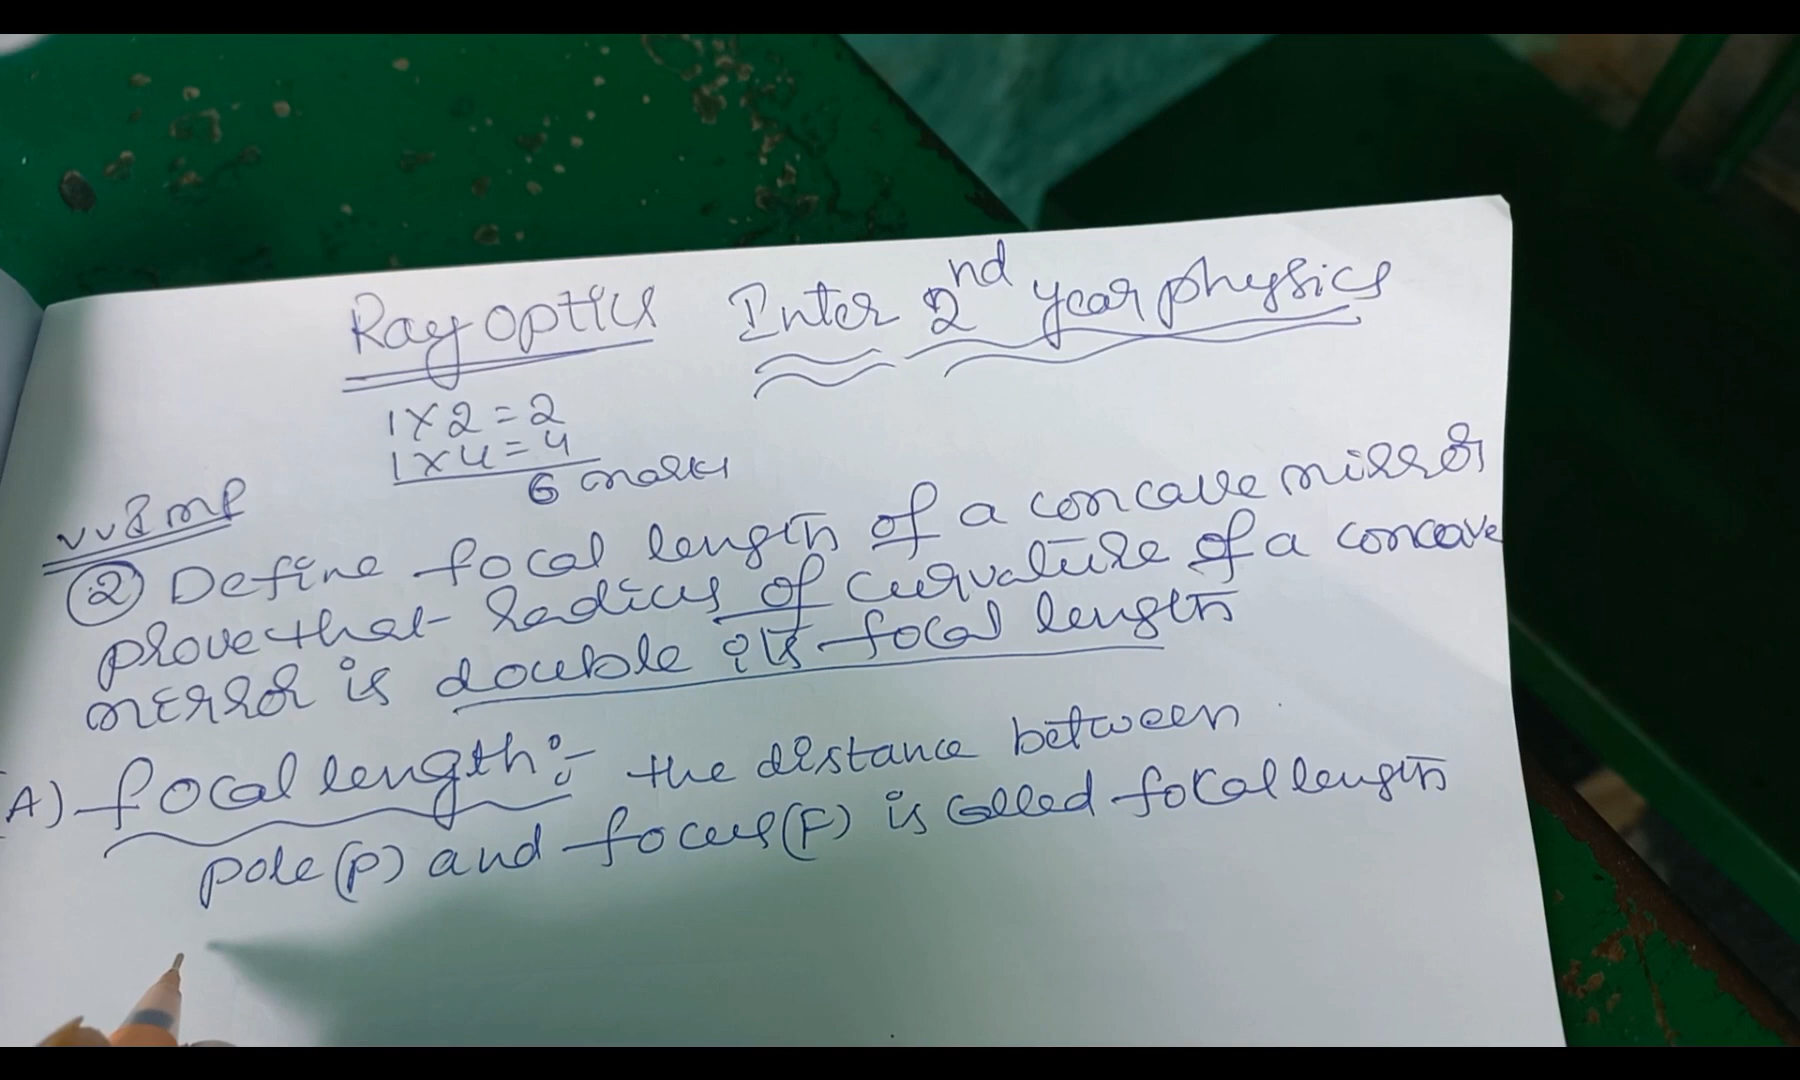 Ray optics Inter 2nd year physics
1 x 2 = 2
1 x 4 = 4
6 marks
vv Imp
2 Define focal length of a concave mirror
prove that radius of curvature of a concave
mirror is double its focal length
A) focal length :- the distance between
pole (p) and focus (F) is called focal length